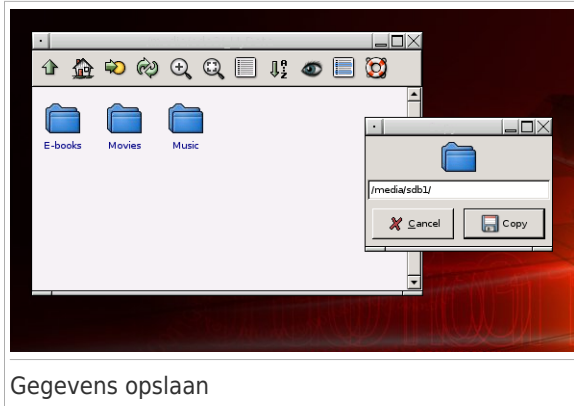 E-books Movies Music
/media/sdb1/
Cancel Copy
Gegevens opslaan